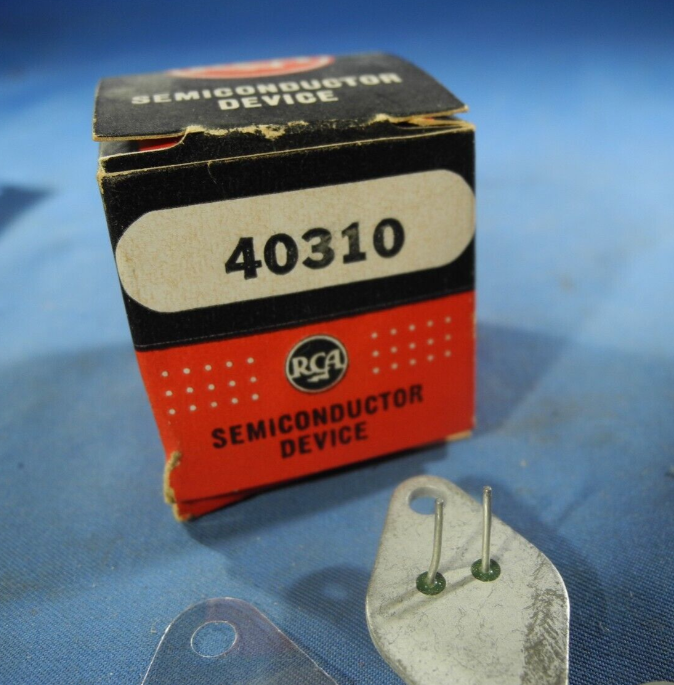 SEMICONDUCTOR
DEVICE
40310
RCA
SEMICONDUCTOR
DEVICE